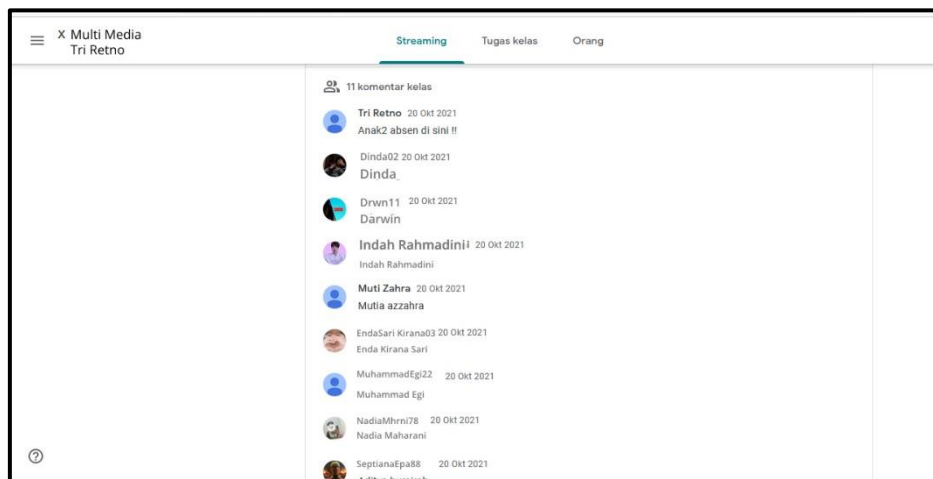 X Multi Media
Tri Retno
Streaming Tugas kelas Orang
11 komentar kelas
Tri Retno 20 Okt 2021
Anak2 absen di sini !!
Dinda02 20 Okt 2021
Dinda
Drwn11 20 Okt 2021
Darwin
Indah Rahmadini 20 Okt 2021
Indah Rahmadini
Muti Zahra 20 Okt 2021
Mutia azzahra
EndaSari Kirana03 20 Okt 2021
Enda Kirana Sari
MuhammadEgi22 20 Okt 2021
Muhammad Egi
NadiaMhrni78 20 Okt 2021
Nadia Maharani
SeptianaEpa88 20 Okt 2021